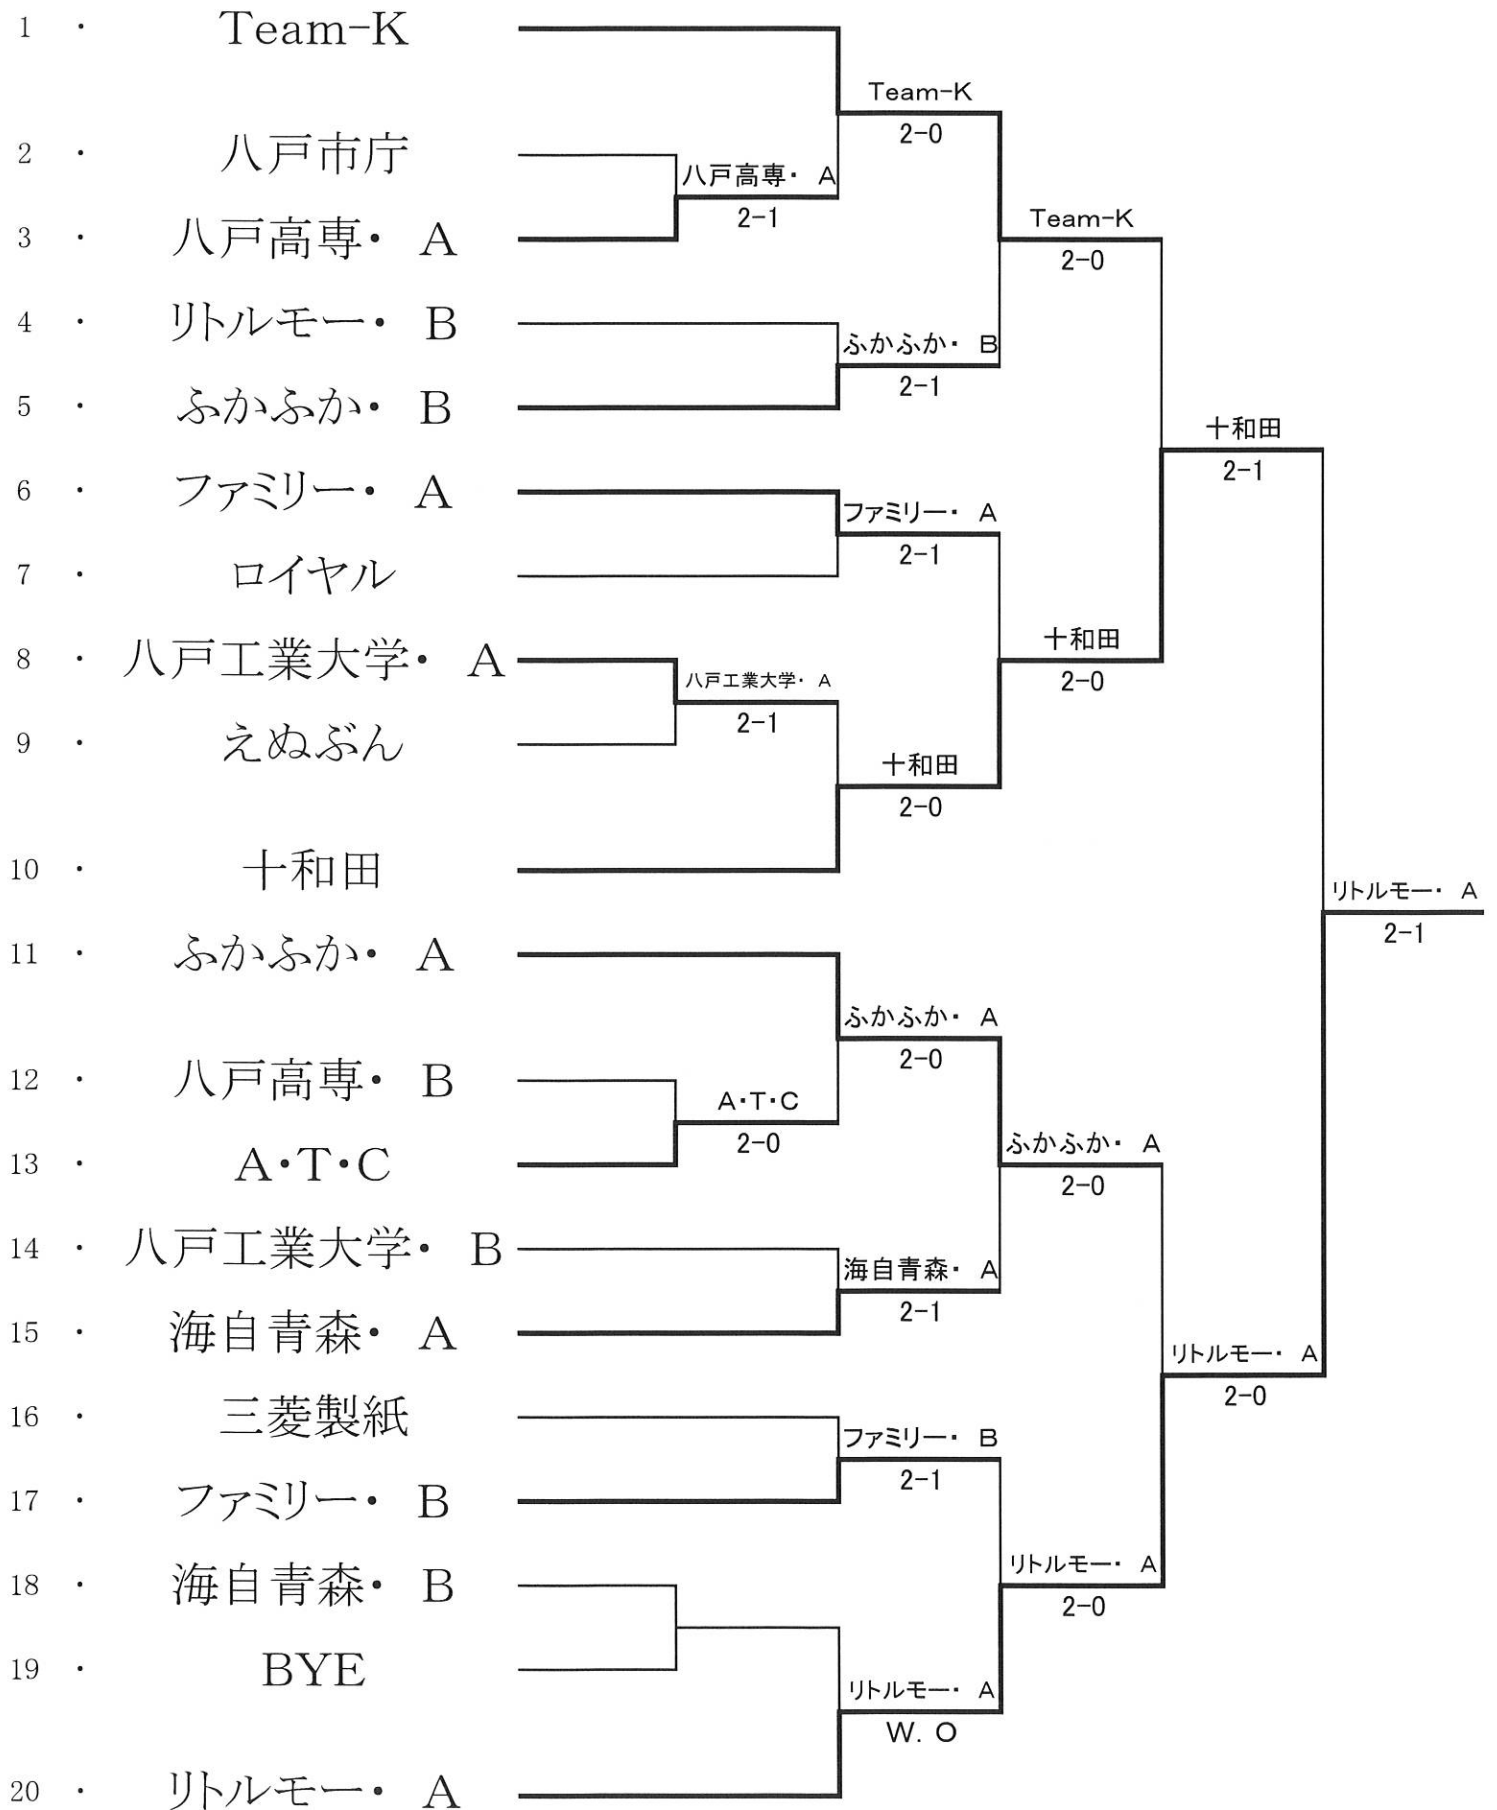 1 ・ Team-K
Team-K
2-0
2 ・ 八戸市庁
八戸高専・ A
2-1
3 ・ 八戸高専・ A
Team-K
2-0
4 ・ リトルモー・ B
ふかふか・ B
2-1
5 ・ ふかふか・ B
十和田
2-1
6 ・ ファミリー・ A
ファミリー・ A
2-1
7 ・ ロイヤル
十和田
2-0
8 ・ 八戸工業大学・ A
八戸工業大学・ A
2-1
9 ・ えぬぶん
十和田
2-0
10 ・ 十和田
リトルモー・ A
2-1
11 ・ ふかふか・ A
ふかふか・ A
2-0
12 ・ 八戸高専・ B
A・T・C
2-0
13 ・ A・T・C
ふかふか・ A
2-0
14 ・ 八戸工業大学・ B
海自青森・ A
2-1
15 ・ 海自青森・ A
リトルモー・ A
2-0
16 ・ 三菱製紙
ファミリー・ B
2-1
17 ・ ファミリー・ B
リトルモー・ A
2-0
18 ・ 海自青森・ B
19 ・ BYE
リトルモー・ A
W. O
20 ・ リトルモー・ A